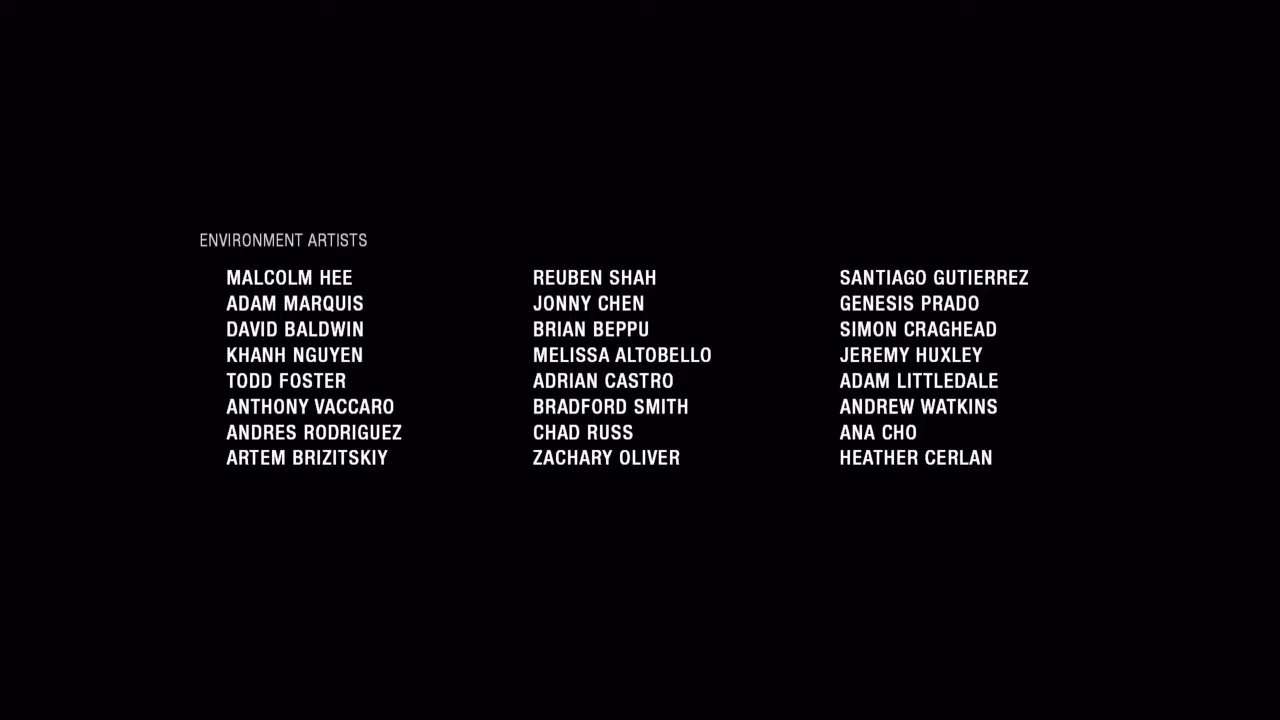 ENVIRONMENT ARTISTS
MALCOLM HEE
ADAM MARQUIS
DAVID BALDWIN
KHANH NGUYEN
TODD FOSTER
ANTHONY VACCARO
ANDRES RODRIGUEZ
ARTEM BRIZITSKIY
REUBEN SHAH
JONNY CHEN
BRIAN BEPPU
MELISSA ALTOBELLO
ADRIAN CASTRO
BRADFORD SMITH
CHAD RUSS
ZACHARY OLIVER
SANTIAGO GUTIERREZ
GENESIS PRADO
SIMON CRAGHEAD
JEREMY HUXLEY
ADAM LITTLEDALE
ANDREW WATKINS
ANA CHO
HEATHER CERLAN